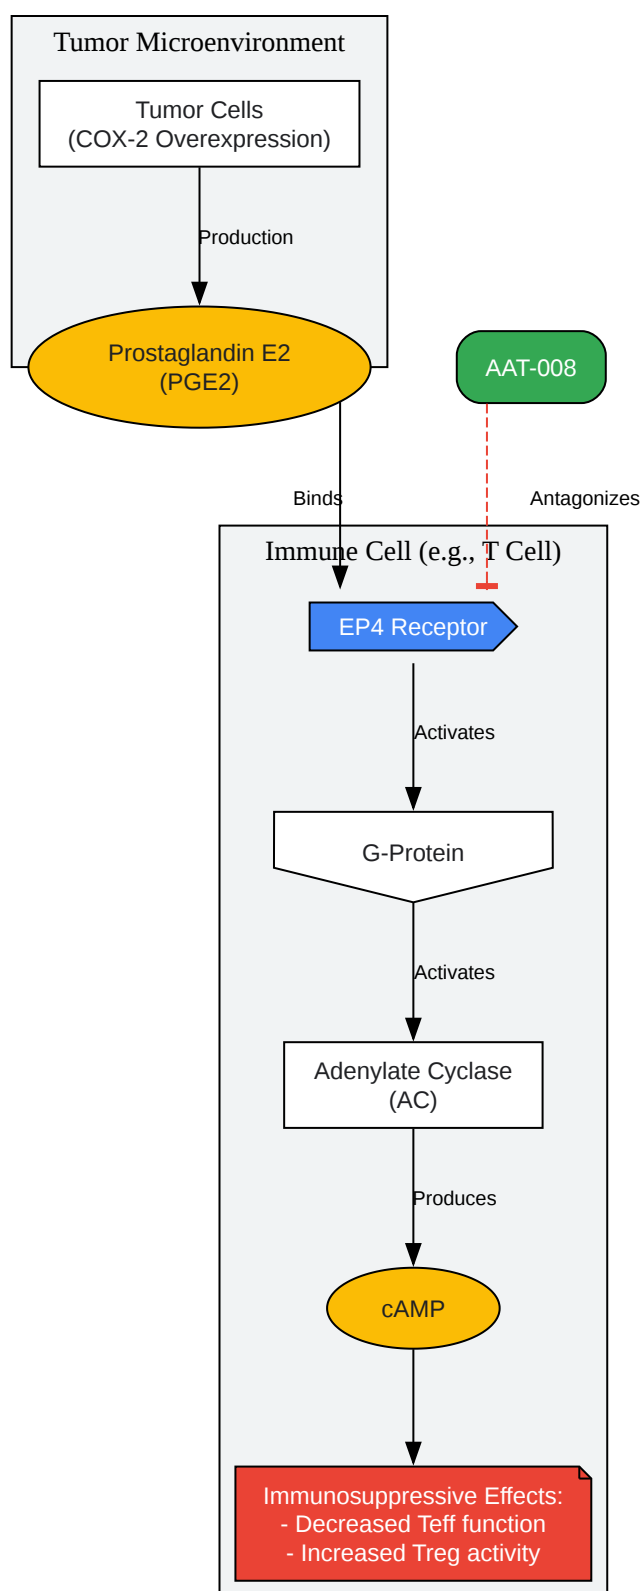 Tumor Microenvironment
Tumor Cells
(COX-2 Overexpression)
Production
Prostaglandin E2
(PGE2)
AAT-008
Binds
Antagonizes
Immune Cell (e.g., T Cell)
EP4 Receptor
Activates
G-Protein
Activates
Adenylate Cyclase
(AC)
Produces
cAMP
Immunosuppressive Effects:
- Decreased Teff function
- Increased Treg activity